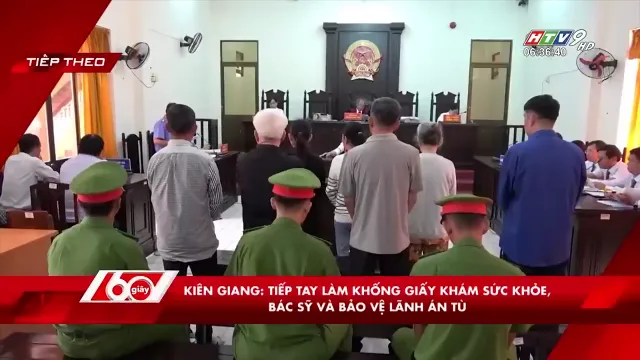 TIẾP THEO
HTV9 HD
06:36:40
60 giây
KIÊN GIANG: TIẾP TAY LÀM KHỐNG GIẤY KHÁM SỨC KHỎE,
BÁC SỸ VÀ BẢO VỆ LÃNH ÁN TÙ